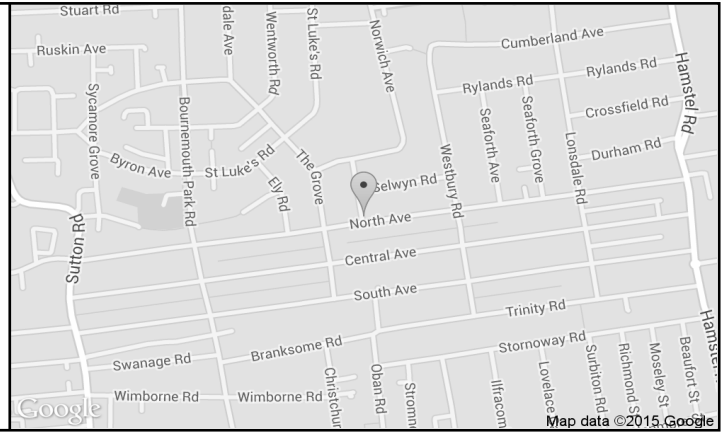 Stuart Rd
dale Ave
Wentworth Rd
St Luke's Rd
Norwich Ave
Cumberland Ave
Hamstel Rd
Ruskin Ave
Sycamore Grove
Bournemouth Park Rd
Rylands Rd
Rylands Rd
Seaforth Ave
Seaforth Grove
Crossfield Rd
Lonsdale Rd
Durham Rd
Byron Ave
St Luke's Rd
The Grove
Ely Rd
Westbury Rd
Selwyn Rd
North Ave
Sutton Rd
Central Ave
South Ave
Trinity Rd
Hamstel
Swanage Rd
Branksome Rd
Stornoway Rd
Wimborne Rd
Wimborne Rd
Christchur
Oban Rd
Stromn
Ilfracom
Lovelace
Surbiton Rd
Richmond S
Moseley St
Beaufort St
Google
Map data ©2015 Google